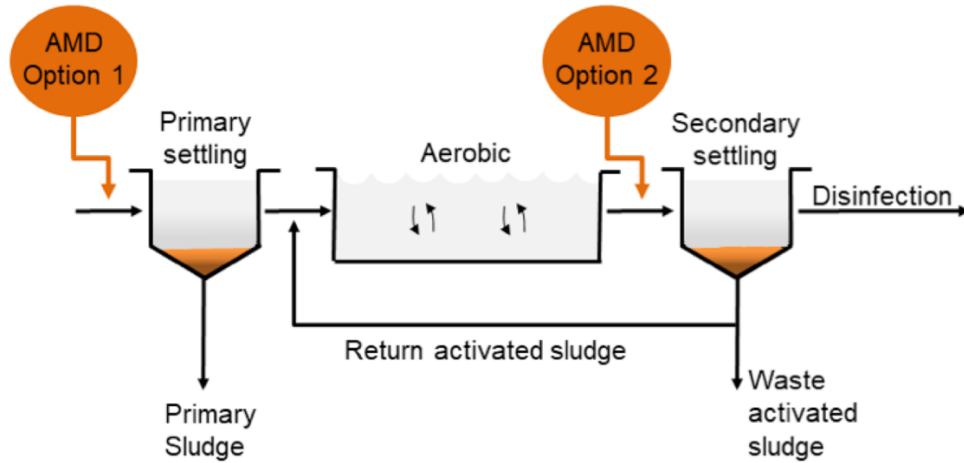 AMD
Option 1
AMD
Option 2
Primary
settling
Aerobic
Secondary
settling
Disinfection
Return activated sludge
Primary
Sludge
Waste
activated
sludge